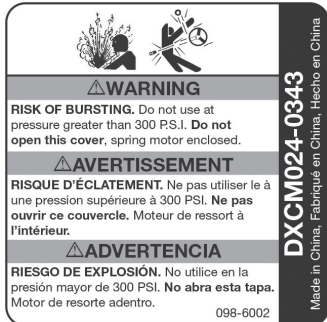 ⚠WARNING
RISK OF BURSTING. Do not use at
pressure greater than 300 P.S.I. Do not
open this cover, spring motor enclosed.
⚠AVERTISSEMENT
RISQUE D'ÉCLATEMENT. Ne pas utiliser le à
une pression supérieure à 300 PSI. Ne pas
ouvrir ce couvercle. Moteur de ressort à
l'intérieur.
⚠ADVERTENCIA
RIESGO DE EXPLOSIÓN. No utilice en la
presión mayor de 300 PSI. No abra esta tapa.
Motor de resorte adentro.
098-6002
DXCM024-0343
Made in China, Fabriqué en China, Hecho en China